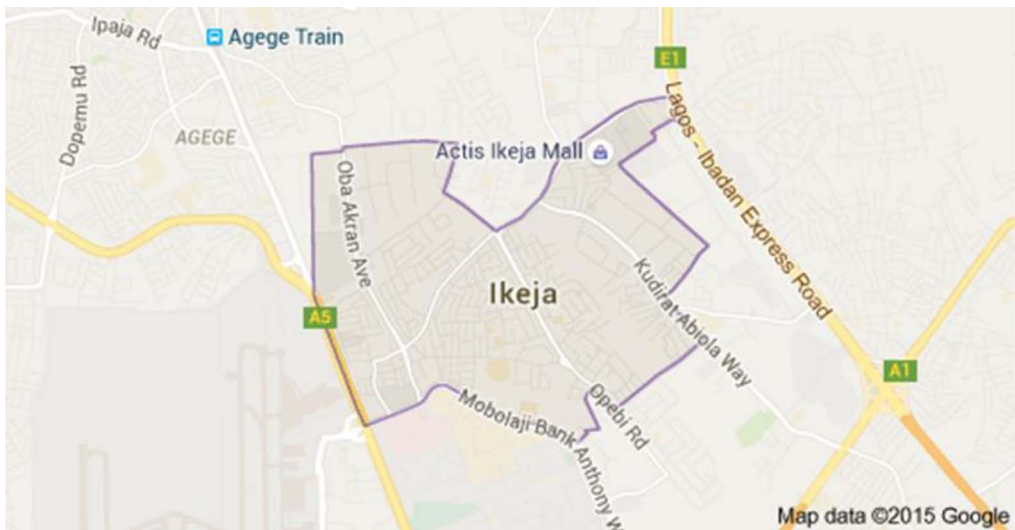 Ipaja Rd
Agege Train
E1
Dopemu Rd
AGEGE
Lagos - Ibadan Express Road
Actis Ikeja Mall
Oba Akran Ave
Ikeja
Kudirat Abiola Way
A5
A1
Opebi Rd
Mobolaji Bank Anthony W
Map data ©2015 Google